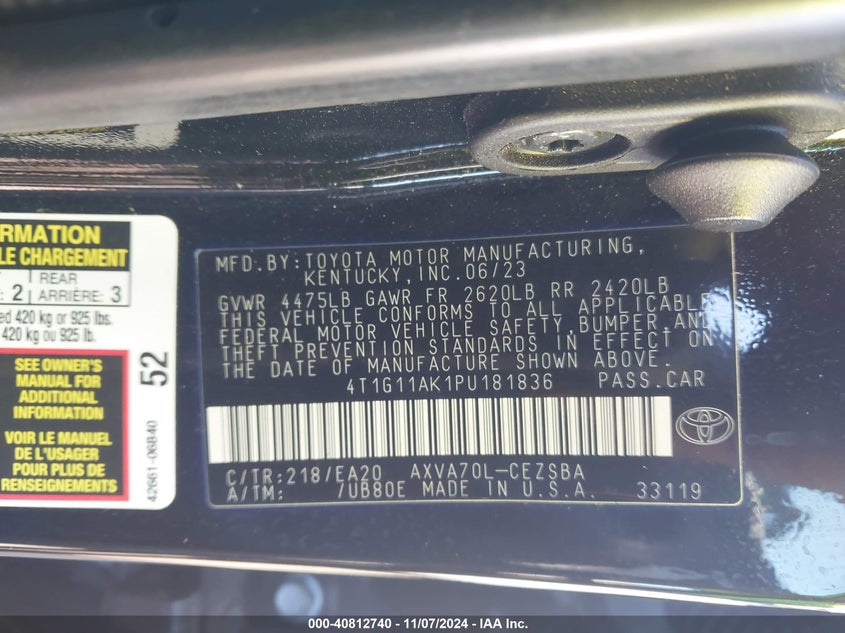 RMATION
LE CHARGEMENT
2
REAR
ARRIÈRE: 3
ed 420 kg or 925 lbs.
420 kg ou 925 lb.
SEE OWNER'S
MANUAL FOR
ADDITIONAL
INFORMATION
VOIR LE MANUEL
DE L'USAGER
POUR PLUS DE
RENSEIGNEMENTS
52
42661-06B40
MFD.BY:TOYOTA MOTOR MANUFACTURING,
KENTUCKY, INC. 06/23
GVWR 4475LB GAWR FR 2620LB RR 2420LB
THIS VEHICLE CONFORMS TO ALL APPLICABLE
FEDERAL MOTOR VEHICLE SAFETY, BUMPER, AND
THEFT PREVENTION STANDARDS IN EFFECT ON
THE DATE OF MANUFACTURE SHOWN ABOVE.
4T1G11AK1PU181836 PASS.CAR
C/TR:218/EA20 AXVA70L-CEZSBA
A/TM: /UB80E MADE IN U.S.A. 33119
000-40812740 - 11/07/2024 - IAA Inc.